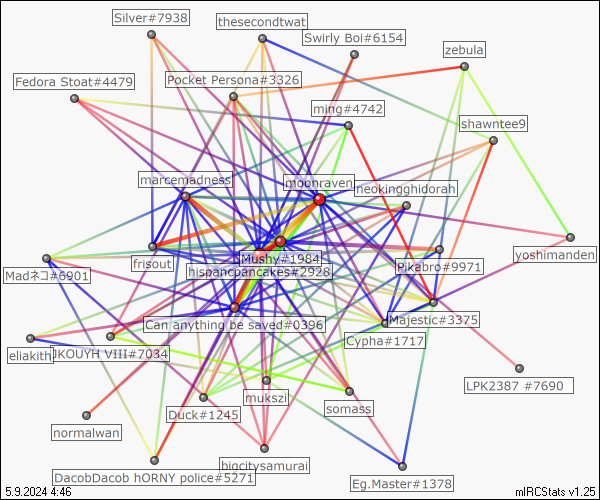 Silver#7938
thesecondtwat
Swirly Boi#6154
zebula
Fedora Stoat#4479
Pocket Persona#3326
ming#4742
shawntee9
marcemadness
moonraven
neokingghidorah
yoshimanden
Mushy#1984
frisout
hispancpancakes#2928
Pikabro#9971
Madネコ#6901
Can anything be saved#0396
Majestic#3375
Cypha#1717
eliakith
JKOUYH VIII#7034
LPK2387 #7690
mukszil
somass
Duck#1245
normalwan
bigcitysamurai
DacobDacob hORNY police#5271
Eg.Master#1378
5.9.2024 4:46
mIRCStats v1.25